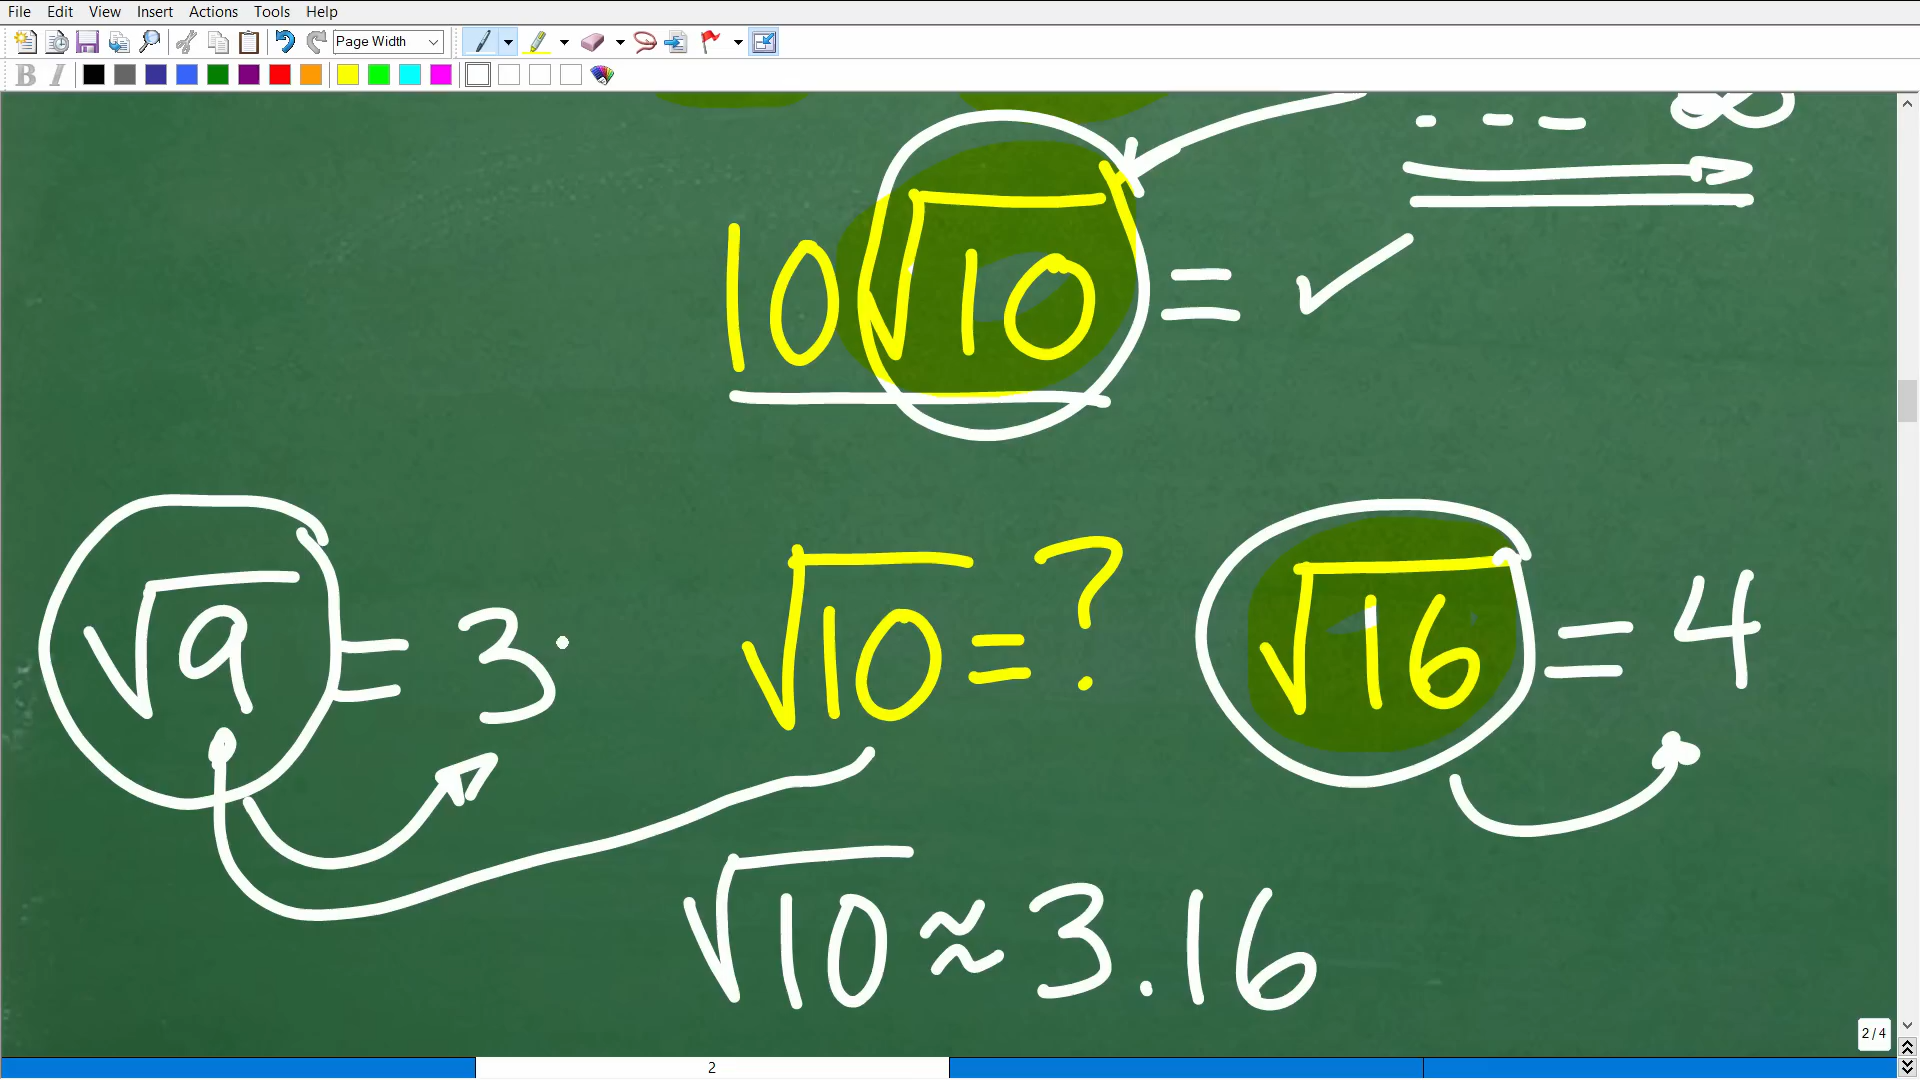 File Edit View Insert Actions Tools Help
Page Width
B I
∞
10√10 = ✓
√9 = 3
√10 = ?
√16 = 4
√10 ≈ 3.16
2 / 4
2